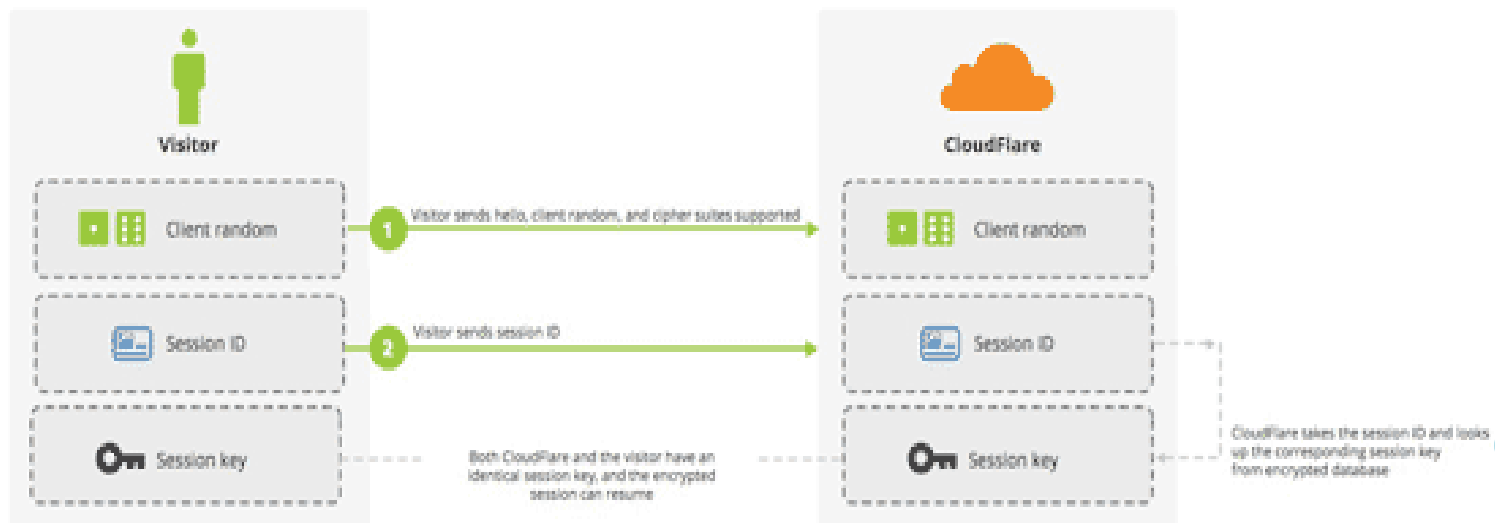 Visitor
CloudFlare
Client random
1
Visitor sends hello, client random, and cipher suites supported
Client random
Session ID
2
Visitor sends session ID
Session ID
Session key
Both CloudFlare and the visitor have an
identical session key, and the encrypted
session can resume
Session key
CloudFlare takes the session ID and looks
up the corresponding session key
from encrypted database